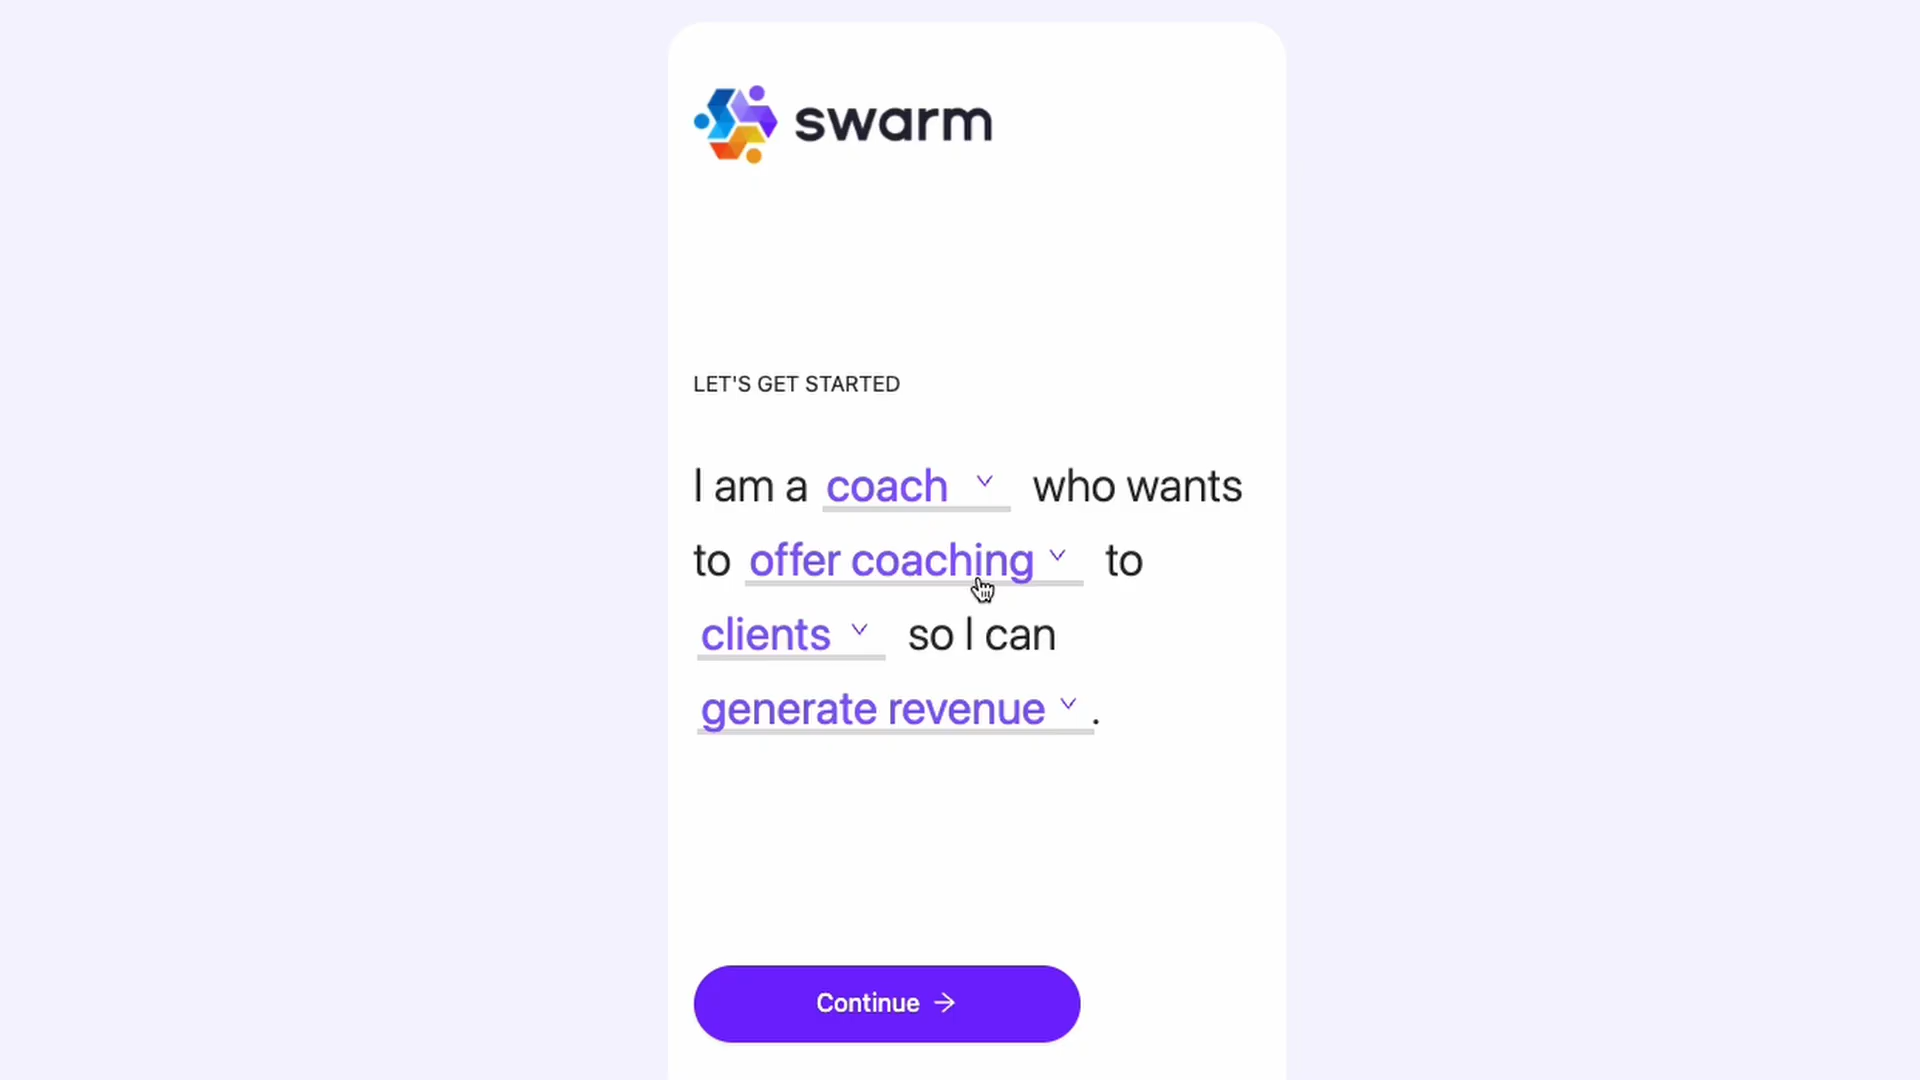 swarm
LET'S GET STARTED
I am a coach who wants
to offer coaching to
clients so I can
generate revenue.
Continue